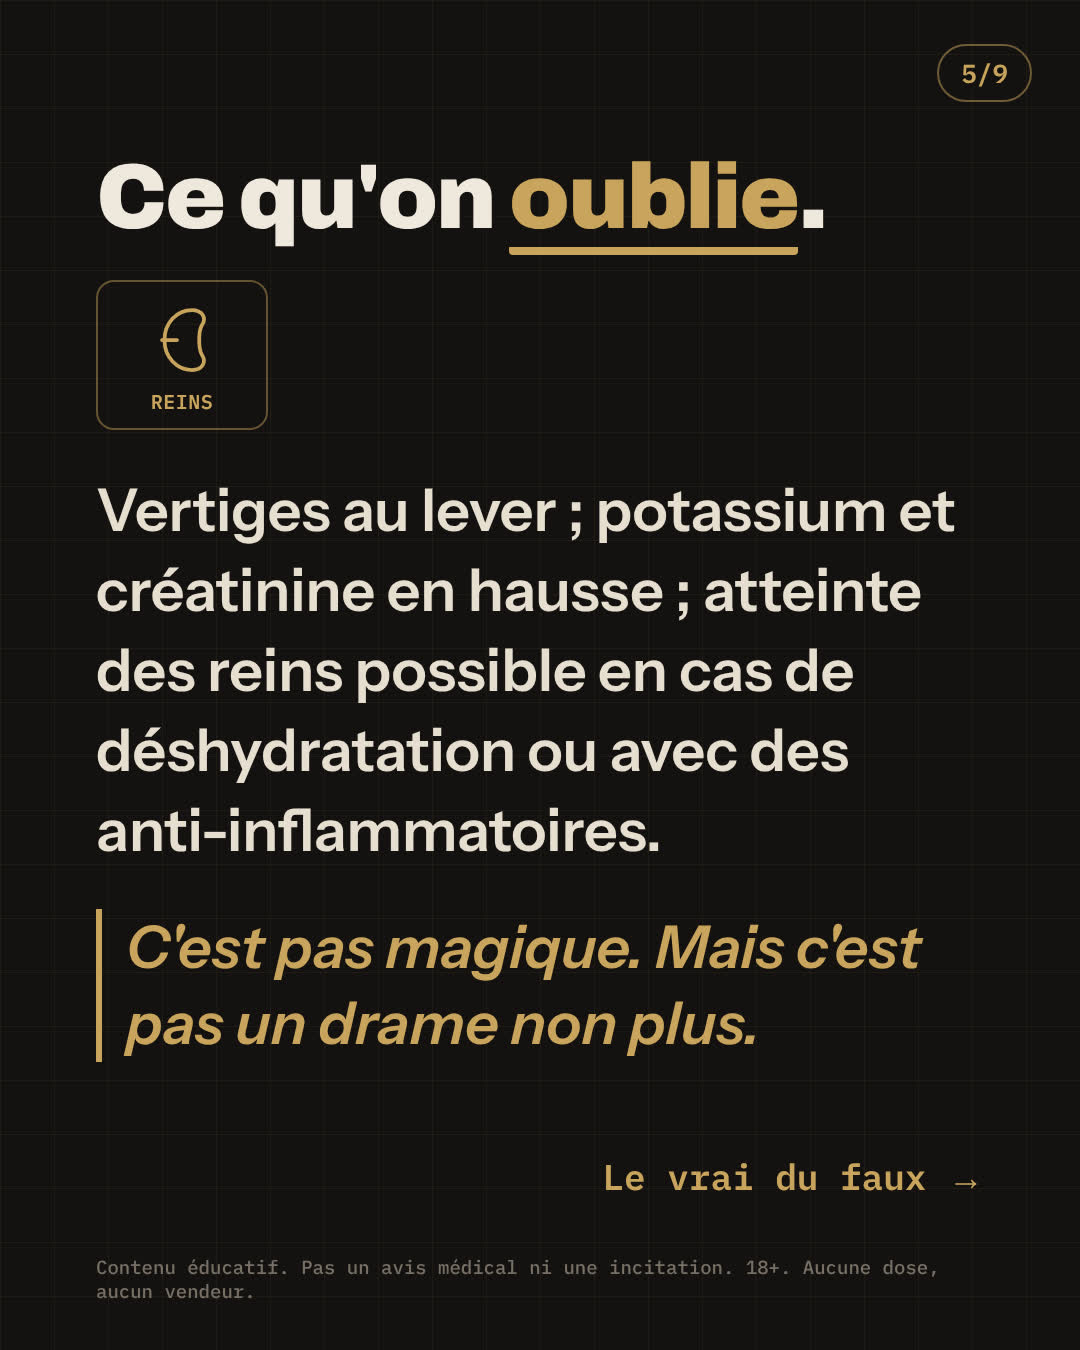 5/9
Ce qu'on oublie.
REINS
Vertiges au lever ; potassium et
créatinine en hausse ; atteinte
des reins possible en cas de
déshydratation ou avec des
anti-inflammatoires.
C'est pas magique. Mais c'est
pas un drame non plus.
Le vrai du faux →
Contenu éducatif. Pas un avis médical ni une incitation. 18+. Aucune dose,
aucun vendeur.